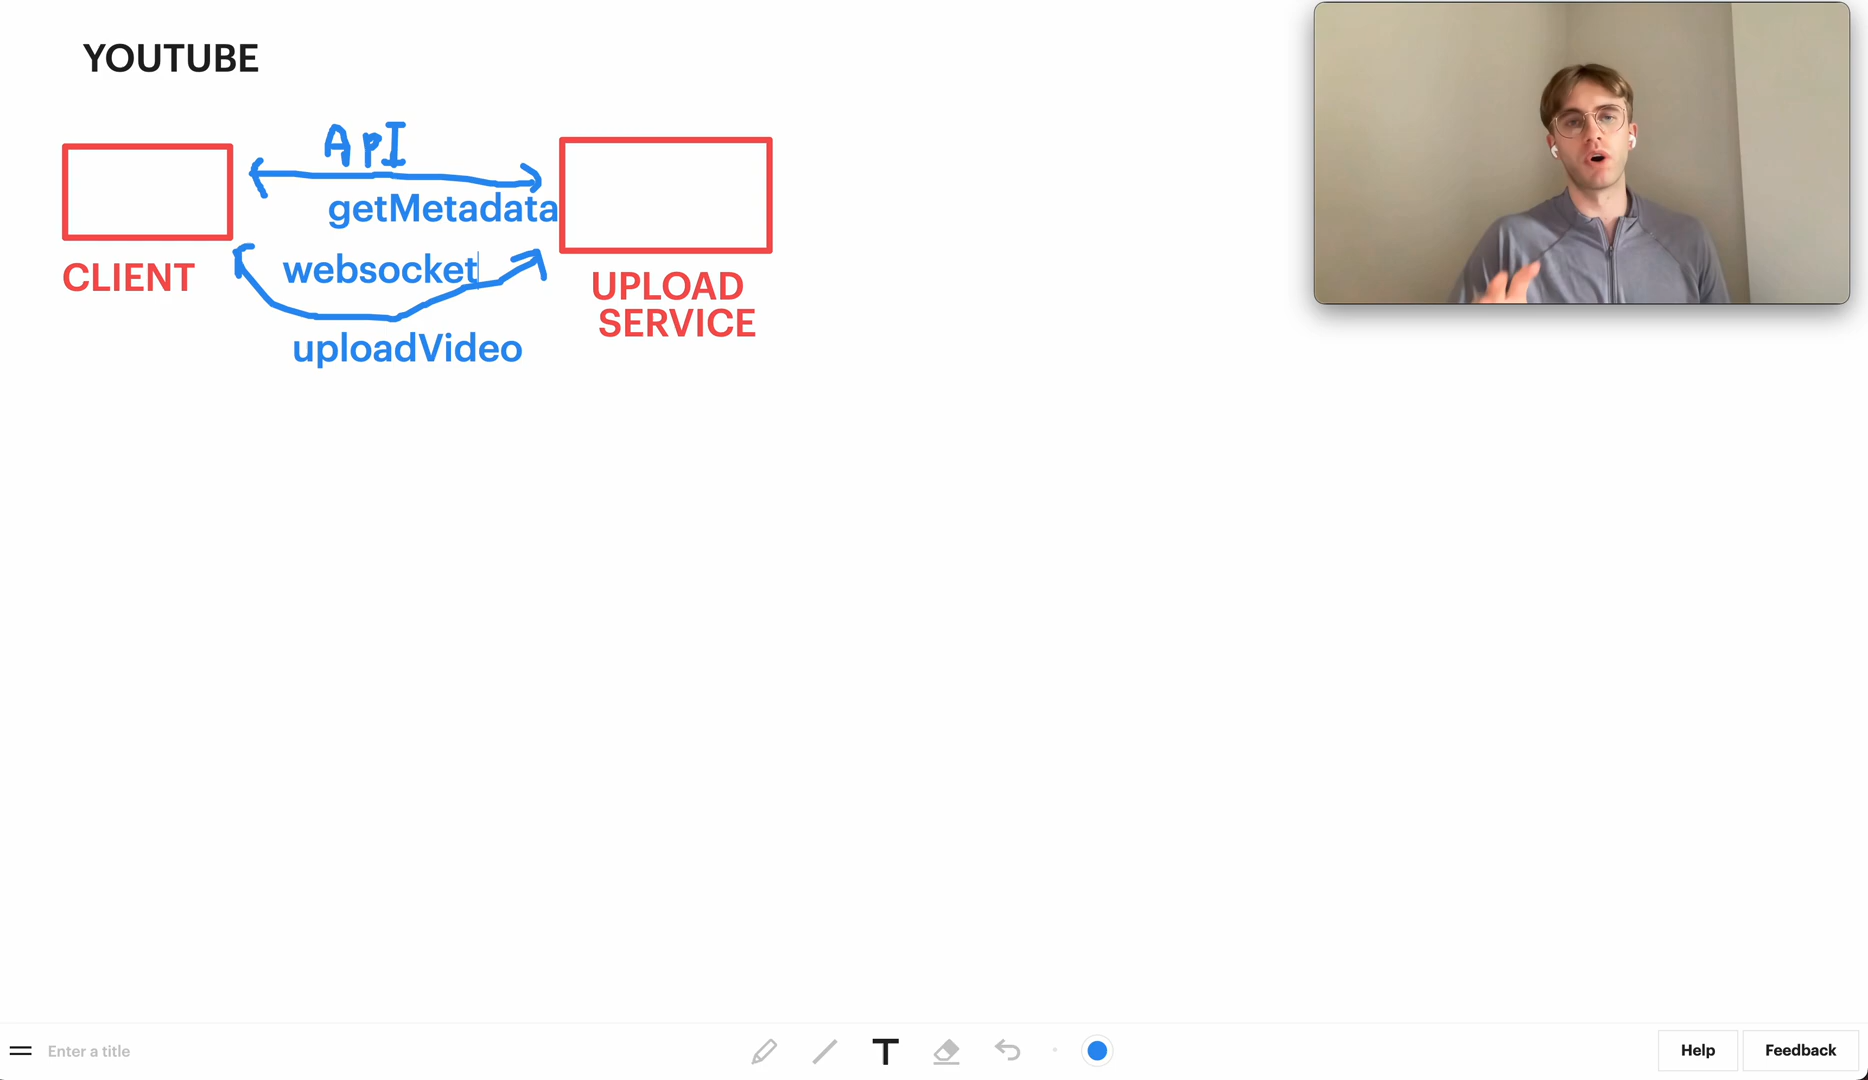 YOUTUBE
ApI
getMetadata
websocket
CLIENT
UPLOAD
SERVICE
uploadVideo
Enter a title
T
Help
Feedback